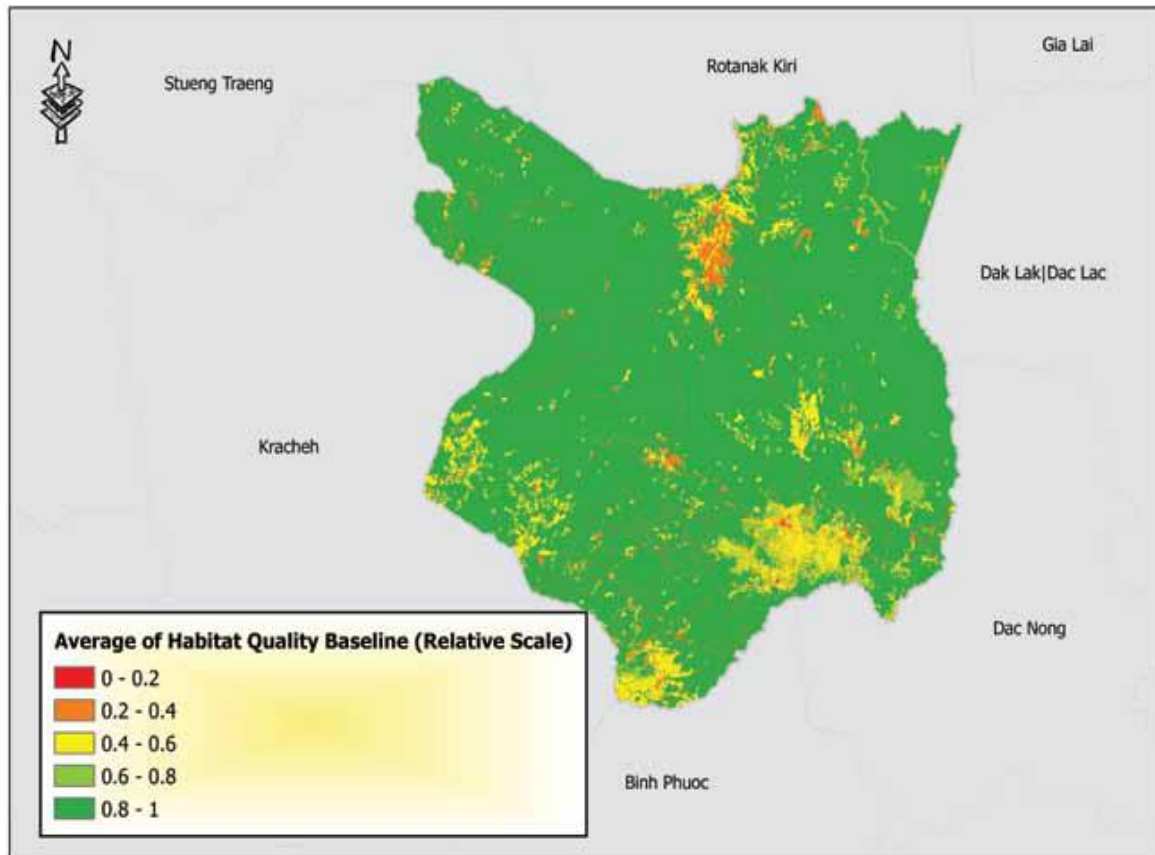 N
Gia Lai
Rotanak Kiri
Stueng Traeng
Dak Lak|Dac Lac
Kracheh
Dac Nong
Binh Phuoc
Average of Habitat Quality Baseline (Relative Scale)
0 - 0.2
0.2 - 0.4
0.4 - 0.6
0.6 - 0.8
0.8 - 1